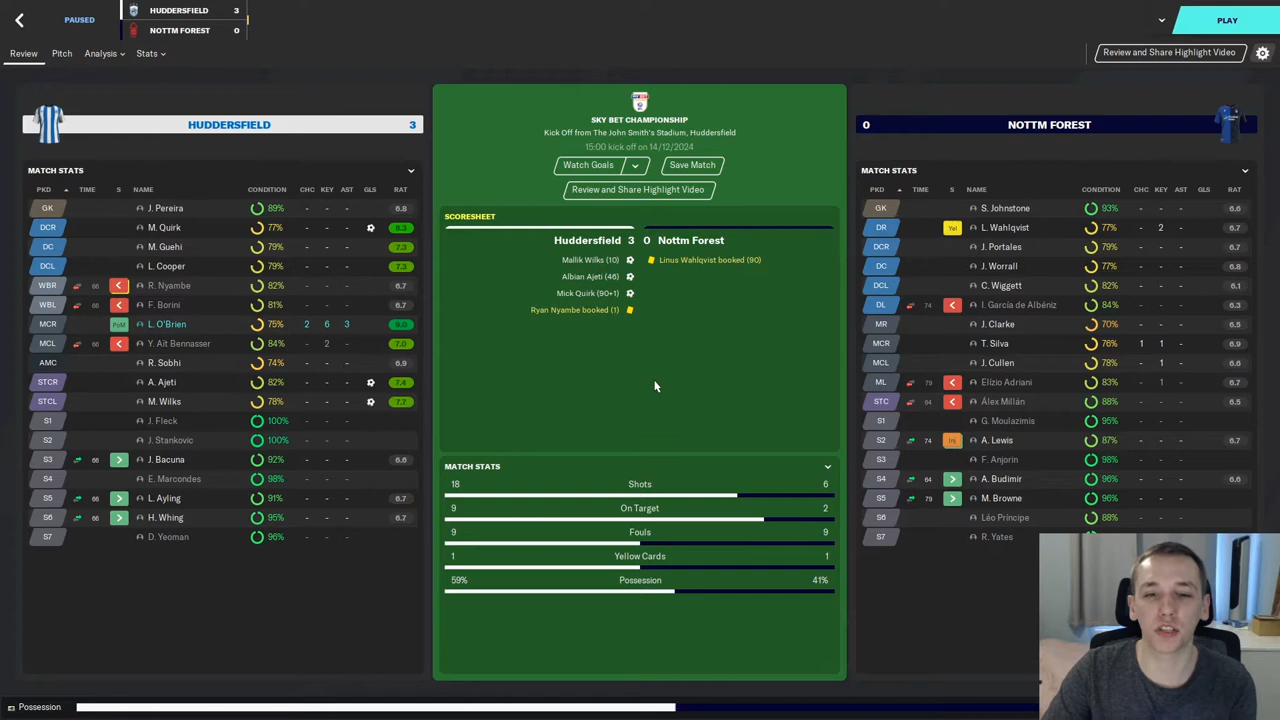 PAUSED
HUDDERSFIELD 3
NOTTM FOREST 0
PLAY
Review Pitch Analysis Stats
Review and Share Highlight Video
HUDDERSFIELD 3
MATCH STATS
PKD TIME S NAME CONDITION CHC KEY AST GLS RAT
GK J. Pereira 89% - - - 6.8
DCR M. Quirk 77% - - - 8.3
DC M. Guehi 79% - - - 7.3
DCL L. Cooper 79% - - - 7.3
WBR 66 R. Nyambe 82% - - - 6.7
WBL 66 F. Borini 81% - - - 6.7
MCR PoM L. O'Brien 75% 2 6 3 9.0
MCL 66 Y. Aït Bennasser 84% - 2 - 7.0
AMC R. Sobhi 74% - - - 6.9
STCR A. Ajeti 82% - - - 7.4
STCL M. Wilks 78% - - - 7.7
S1 J. Fleck 100% - - -
S2 J. Stankovic 100% - - -
S3 66 J. Bacuna 92% - - - 6.6
S4 E. Marcondes 98% - - -
S5 66 L. Ayling 91% - - - 6.7
S6 66 H. Whing 95% - - - 6.7
S7 D. Yeoman 96% - - -
SKY BET CHAMPIONSHIP
Kick Off from The John Smith's Stadium, Huddersfield
15:00 kick off on 14/12/2024
Watch Goals Save Match
Review and Share Highlight Video
SCORESHEET
Huddersfield 3 0 Nottm Forest
Mallik Wilks (10) Linus Wahlqvist booked (90)
Albian Ajeti (46)
Mick Quirk (90+1)
Ryan Nyambe booked (1)
MATCH STATS
18 Shots 6
9 On Target 2
9 Fouls 9
1 Yellow Cards 1
59% Possession 41%
0 NOTTM FOREST
MATCH STATS
PKD TIME S NAME CONDITION CHC KEY AST GLS RAT
GK S. Johnstone 93% - - - 6.6
DR Yel L. Wahlqvist 77% - 2 - 6.7
DCR J. Portales 77% - - - 6.6
DC J. Worrall 77% - - - 6.8
DCL C. Wiggett 77% - - - 6.1
DL 74 I. García de Albéniz 84% - - - 6.3
MR J. Clarke 70% - - - 6.5
MCR T. Silva 76% 1 1 - 6.9
MCL J. Cullen 78% - 1 - 6.6
ML 79 Elízio Adriani 83% - 1 - 6.7
STC 64 Álex Millán 88% - - - 6.5
S1 G. Moulazimis 95% - - -
S2 74 Inj A. Lewis 87% - - - 6.7
S3 F. Anjorin 98% - - -
S4 64 A. Budimir 96% - - - 6.6
S5 79 M. Browne 96% - - -
S6 Léo Príncipe 88% - - -
S7 R. Yates
Possession